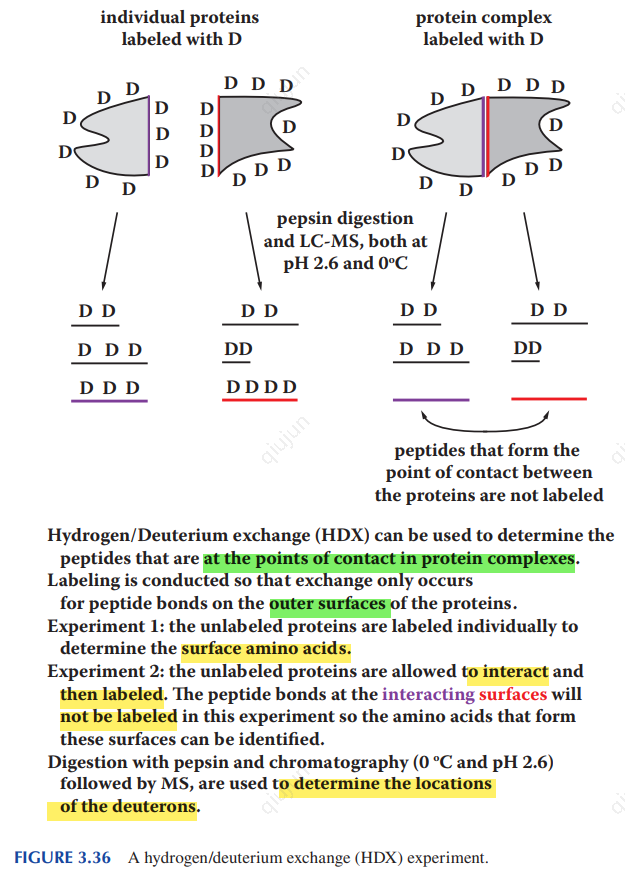 individual proteins
labeled with D
protein complex
labeled with D
D D D D D D D D D D
D D D D D D D D D D D
D D D D D D D D D D D D D D
pepsin digestion
and LC-MS, both at
pH 2.6 and 0ºC
D D
D D
D D
D D
D D D
DD
D D D
DD
D D D
D D D D
peptides that form the
point of contact between
the proteins are not labeled
Hydrogen/Deuterium exchange (HDX) can be used to determine the
peptides that are at the points of contact in protein complexes.
Labeling is conducted so that exchange only occurs
for peptide bonds on the outer surfaces of the proteins.
Experiment 1: the unlabeled proteins are labeled individually to
determine the surface amino acids.
Experiment 2: the unlabeled proteins are allowed to interact and
then labeled. The peptide bonds at the interacting surfaces will
not be labeled in this experiment so the amino acids that form
these surfaces can be identified.
Digestion with pepsin and chromatography (0 ºC and pH 2.6)
followed by MS, are used to determine the locations
of the deuterons.
FIGURE 3.36 A hydrogen/deuterium exchange (HDX) experiment.
qiujun
qiujun
qiujun